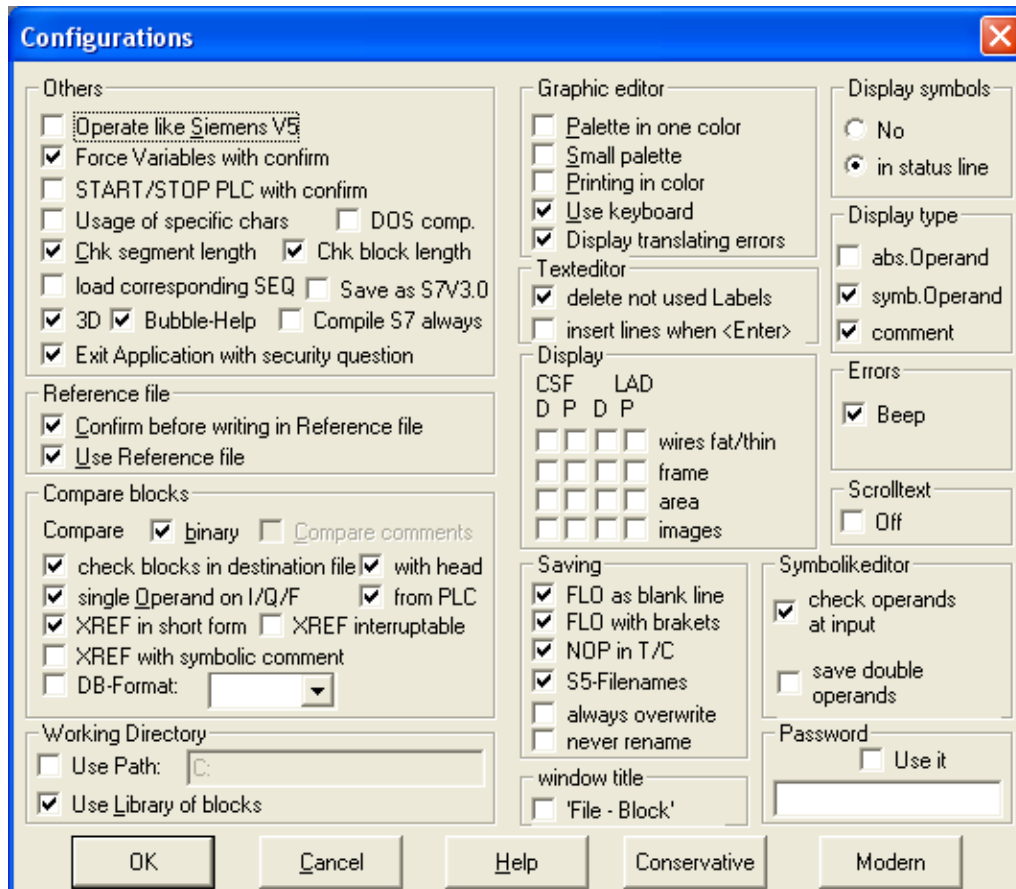 Configurations
Others
Operate like Siemens V5
Force Variables with confirm
START/STOP PLC with confirm
Usage of specific chars DOS comp.
Chk segment length Chk block length
load corresponding SEQ Save as S7V3.0
3D Bubble-Help Compile S7 always
Exit Application with security question
Reference file
Confirm before writing in Reference file
Use Reference file
Compare blocks
Compare binary Compare comments
check blocks in destination file with head
single Operand on I/Q/F from PLC
XREF in short form XREF interruptable
XREF with symbolic comment
DB-Format:
Working Directory
Use Path: C:
Use Library of blocks
Graphic editor
Palette in one color
Small palette
Printing in color
Use keyboard
Display translating errors
Texteditor
delete not used Labels
insert lines when <Enter>
Display
CSF LAD
D P D P
wires fat/thin
frame
area
images
Saving
FLO as blank line
FLO with brakets
NOP in T/C
S5-Filenames
always overwrite
never rename
window title
'File - Block'
Display symbols
No
in status line
Display type
abs.Operand
symb.Operand
comment
Errors
Beep
Scrolltext
Off
Symbolikeditor
check operands
at input
save double
operands
Password
Use it
OK Cancel Help Conservative Modern